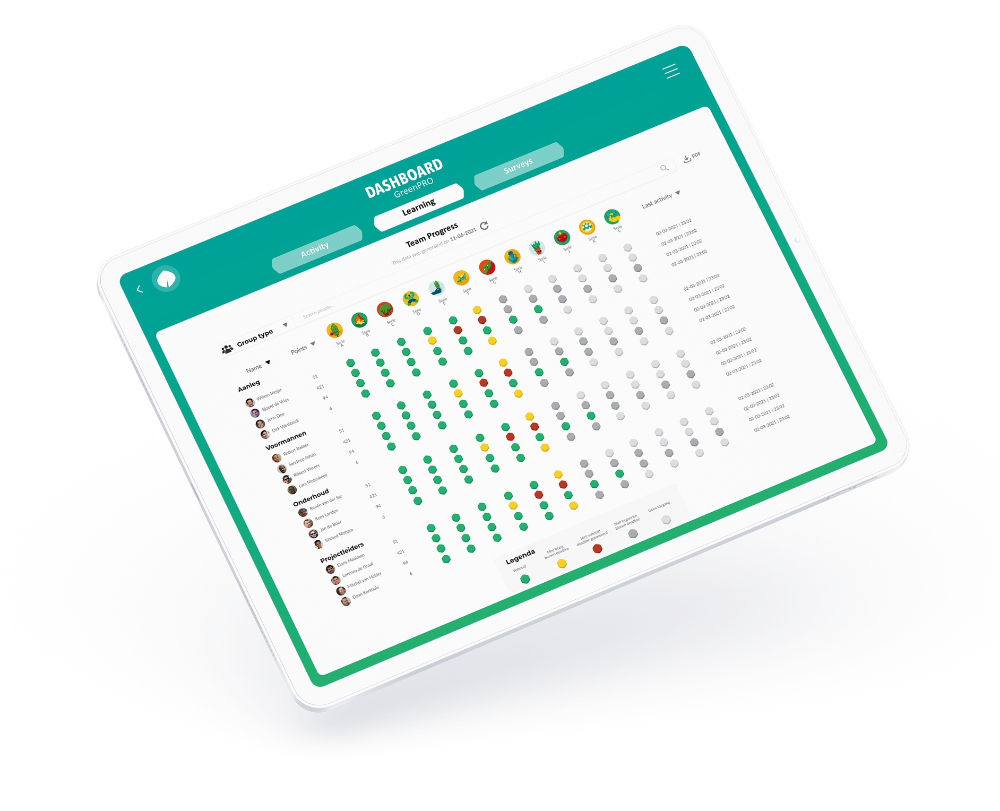 DASHBOARD
GreenPRO
Activity
Learning
Surveys
Team Progress
This data was generated on 11-06-2021
PDF
Group type
Search people...
Name
Points
Serie A
Serie B
Serie C
Serie D
Serie E
Serie F
Serie G
Serie H
Serie I
Serie J
Serie K
Serie L
Last activity
Aanleg
Willem Meijer 51 02-03-2021 | 23:02
Sjoerd de Vries 421 02-03-2021 | 23:02
John Doe 94 02-03-2021 | 23:02
Dirk Westbeek 6 02-03-2021 | 23:02
Voormannen
Robert Bakker 51 02-03-2021 | 23:02
Sandeep Athan 421 02-03-2021 | 23:02
Rikkert Vissers 94 02-03-2021 | 23:02
Lars Molenbeek 6 02-03-2021 | 23:02
Onderhoud
Renée van der Sar 51 02-03-2021 | 23:02
Kees Landen 421 02-03-2021 | 23:02
Jan de Boer 94 02-03-2021 | 23:02
Ishmed Moham 6 02-03-2021 | 23:02
Projectleiders
Doris Maaiman 51 02-03-2021 | 23:02
Lorenzo de Graaf 421 02-03-2021 | 23:02
Mitchel van Helder 94 02-03-2021 | 23:02
Daan Kerkhuis 6 02-03-2021 | 23:02
Legenda
Voltooid
Mee bezig
binnen deadline
Niet voltooid
deadline gepasseerd
Niet begonnen
binnen deadline
Geen toegang